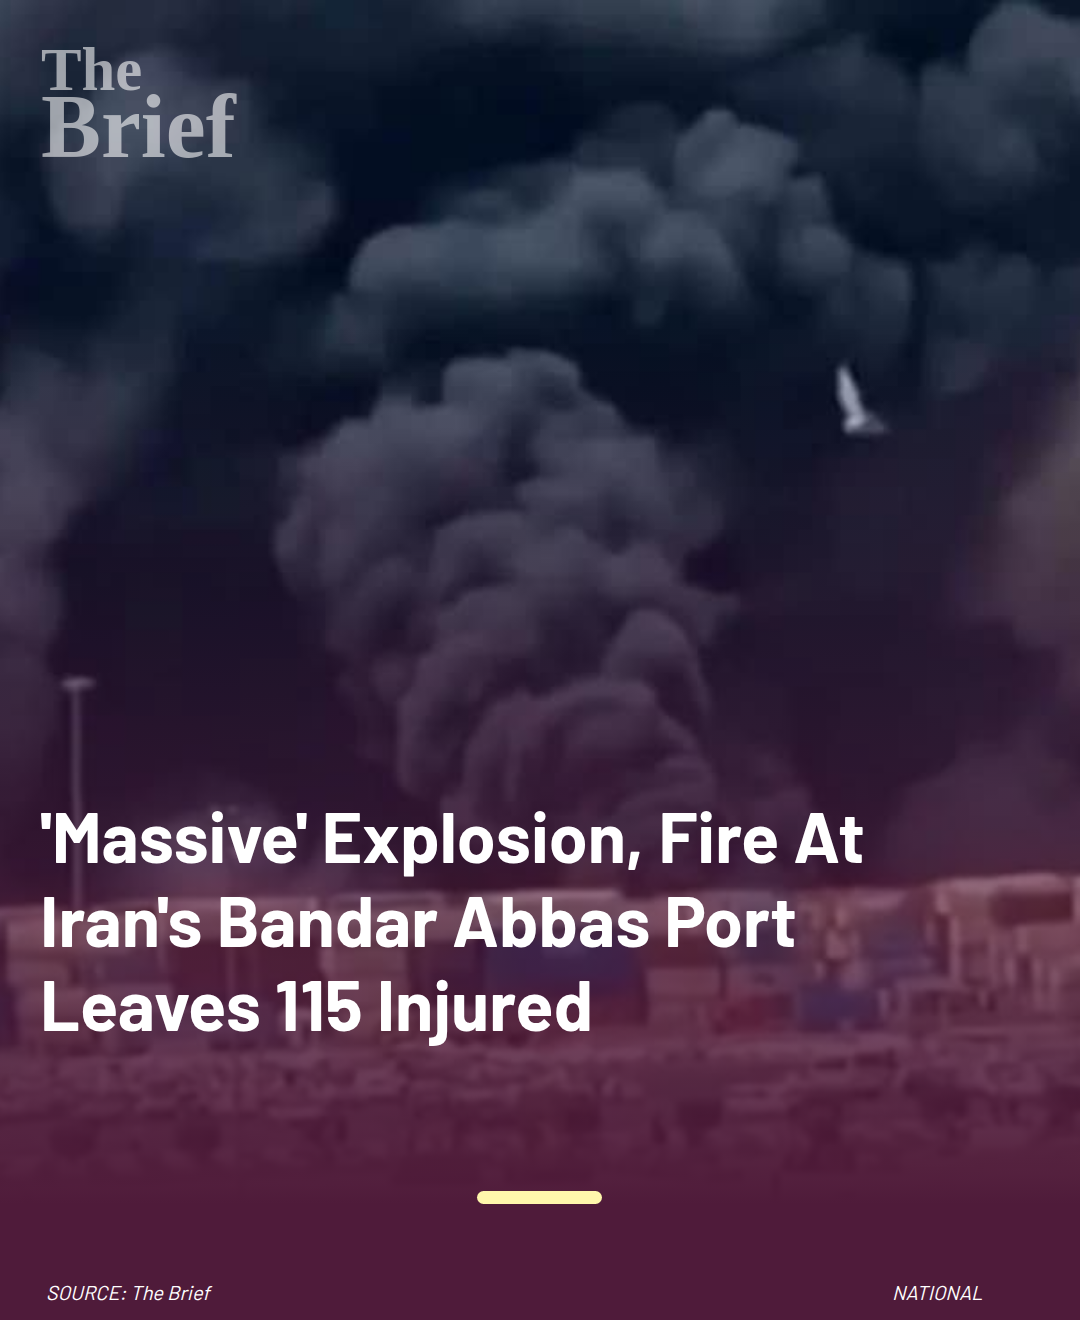 The
Brief
'Massive' Explosion, Fire At
Iran's Bandar Abbas Port
Leaves 115 Injured
SOURCE: The Brief
NATIONAL